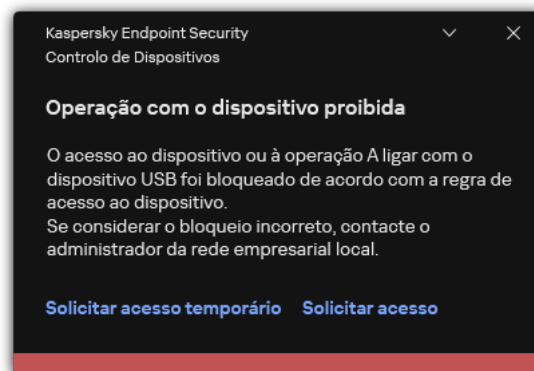 Kaspersky Endpoint Security
Controlo de Dispositivos
Operação com o dispositivo proibida
O acesso ao dispositivo ou à operação A ligar com o
dispositivo USB foi bloqueado de acordo com a regra de
acesso ao dispositivo.
Se considerar o bloqueio incorreto, contacte o
administrador da rede empresarial local.
Solicitar acesso temporário Solicitar acesso